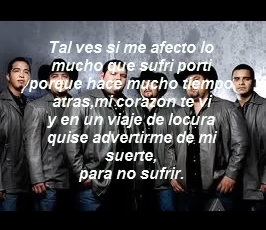 Tal ves si me afecto lo
mucho que sufri porti
porque hace mucho tiempo
atras,mi corazon te vi
y en un viaje de locura
quise advertirme de mi
suerte,
para no sufrir.